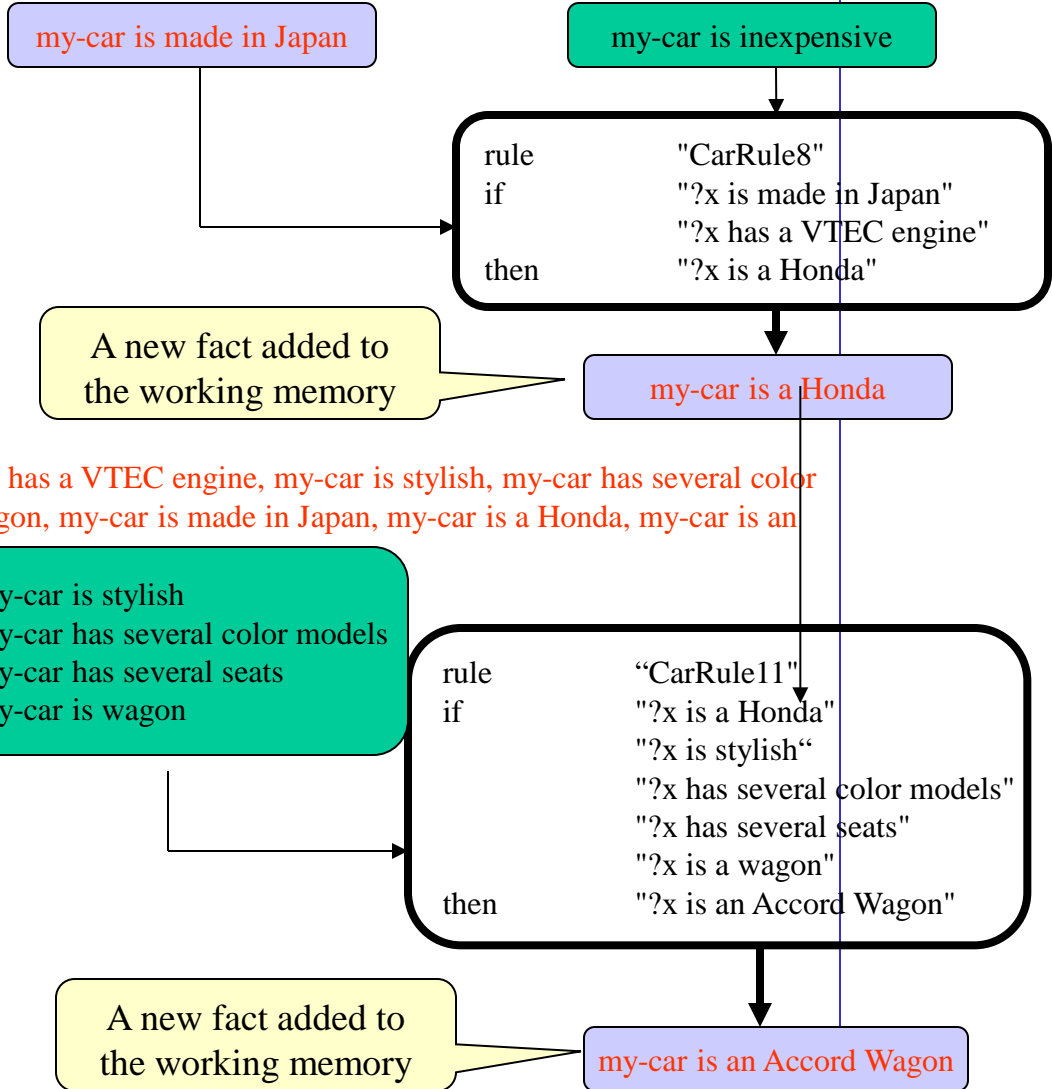 my-car is made in Japan
my-car is inexpensive
rule "CarRule8"
if "?x is made in Japan"
"?x has a VTEC engine"
then "?x is a Honda"
A new fact added to
the working memory
my-car is a Honda
has a VTEC engine, my-car is stylish, my-car has several color
gon, my-car is made in Japan, my-car is a Honda, my-car is an
y-car is stylish
y-car has several color models
y-car has several seats
y-car is wagon
rule “CarRule11"
if "?x is a Honda"
"?x is stylish“
"?x has several color models"
"?x has several seats"
"?x is a wagon"
then "?x is an Accord Wagon"
A new fact added to
the working memory
my-car is an Accord Wagon